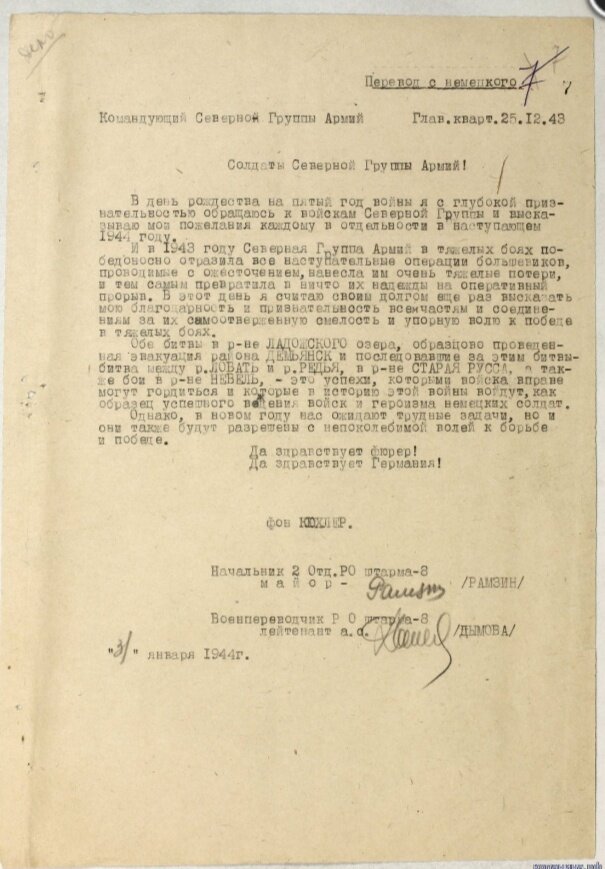 дело
Перевод с немецкого
7
Командующий Северной Группы Армий Глав.кварт.25.12.43
Солдаты Северной Группы Армий!
В день рождества на пятый год войны я с глубокой приз-
нательностью обращаюсь к войскам Северной Группы и выска-
зываю мои пожелания каждому в отдельности в наступающем
1944 году.
И в 1943 году Северная Группа Армий в тяжелых боях по-
бедоносно отразила все наступательные операции большевиков,
проводимые с ожесточением, нанесла им очень тяжелые потери,
и тем самым превратила в ничто их надежды на оперативный
прорыв. В этот день я считаю своим долгом еще раз высказать
мою благодарность и признательность всем частям и соедине-
ниям за их самоотверженную смелость и упорную волю к победе
в тяжелых боях.
Обе битвы в р-не ЛАДОЖСКОГО озера, образцово проведен-
ная эвакуация района ДЕМЬЯНСК и последовавшие за этим битвы-
битва между р.ЛОВАТЬ и р.РЕДЬЯ, в р-не СТАРАЯ РУССА, а так-
же бои в р-не НЕВЕЛЬ, - это успехи, которыми войска вправе
могут гордиться и которые в историю этой войны войдут, как
образец успешного ведения войск и героизма немецких солдат.
Однако, в новом году нас ожидают трудные задачи, но и
они также будут разрешены с непоколебимой волей к борьбе
и победе.
Да здравствует фюрер!
Да здравствует Германия!
фон КЮХЛЕР.
Начальник 2 Отд.РО штарма-8
майор - Рамзин /РАМЗИН/
Военпереводчик Р О штарма-8
лейтенант а.с. /ДЫМОВА/
"3/" января 1944г.